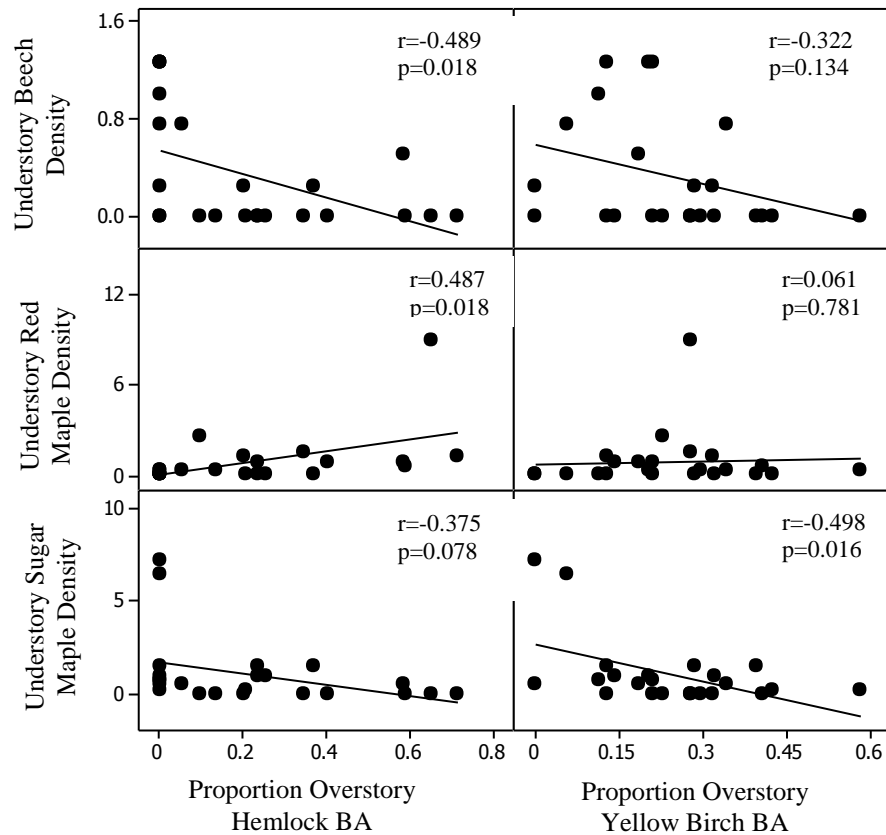 Understory Beech
Density
1.6
0.8
0.0
r=-0.489
p=0.018
r=-0.322
p=0.134
Understory Red
Maple Density
12
6
0
r=0.487
p=0.018
r=0.061
p=0.781
Understory Sugar
Maple Density
10
5
0
r=-0.375
p=0.078
r=-0.498
p=0.016
0 0.2 0.4 0.6 0.8
0 0.15 0.3 0.45 0.6
Proportion Overstory
Hemlock BA
Proportion Overstory
Yellow Birch BA